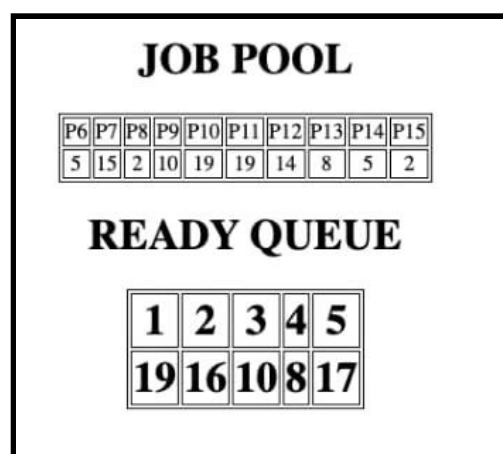 JOB POOL
P6 P7 P8 P9 P10 P11 P12 P13 P14 P15
5 15 2 10 19 19 14 8 5 2
READY QUEUE
1 2 3 4 5
19 16 10 8 17